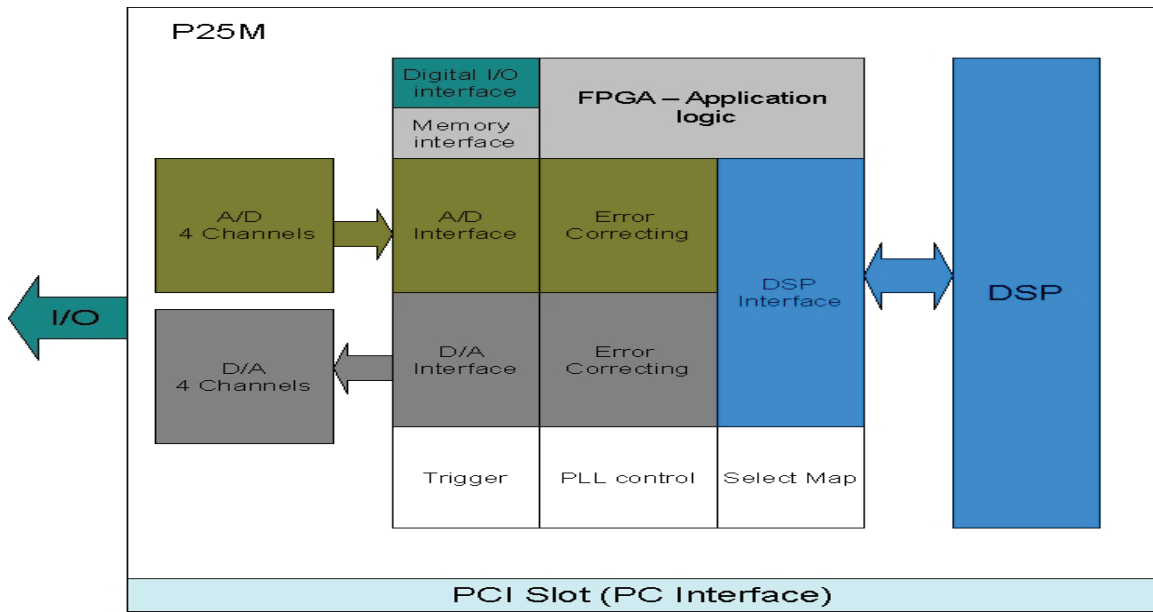 P25M
Digital I/O
interface
FPGA – Application
logic
Memory
interface
A/D
4 Channels
A/D
Interface
Error
Correcting
DSP
Interface
DSP
I/O
D/A
4 Channels
D/A
Interface
Error
Correcting
Trigger
PLL control
Select Map
PCI Slot (PC Interface)